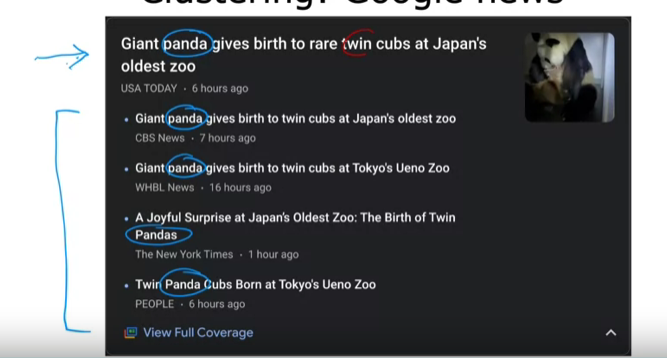 Clustering: Google news
Giant panda gives birth to rare twin cubs at Japan's
oldest zoo
USA TODAY · 6 hours ago
• Giant panda gives birth to twin cubs at Japan's oldest zoo
CBS News · 7 hours ago
• Giant panda gives birth to twin cubs at Tokyo's Ueno Zoo
WHBL News · 16 hours ago
• A Joyful Surprise at Japan's Oldest Zoo: The Birth of Twin
Pandas
The New York Times · 1 hour ago
• Twin Panda Cubs Born at Tokyo's Ueno Zoo
PEOPLE · 6 hours ago
View Full Coverage